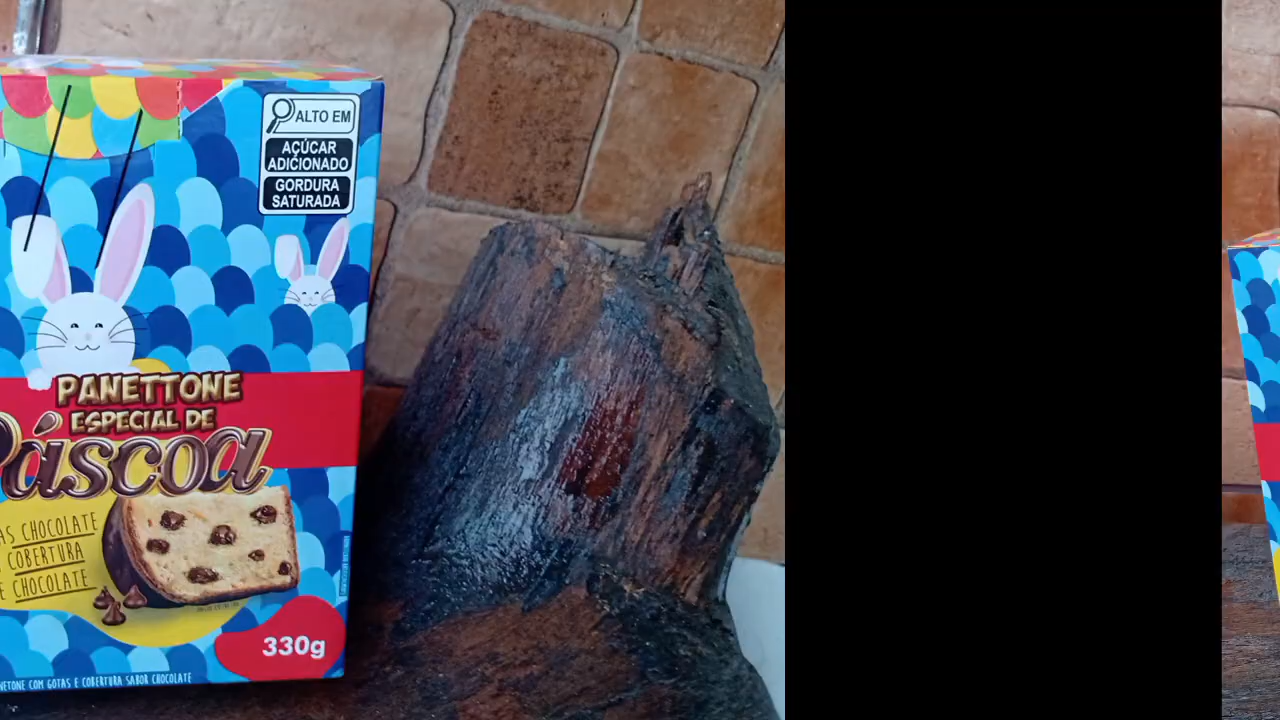 ALTO EM
AÇÚCAR
ADICIONADO
GORDURA
SATURADA
PANETTONE
ESPECIAL DE
Páscoa
CHOCOLATE
COBERTURA
CHOCOLATE
330g
COM GOTAS E COBERTURA SABOR CHOCOLATE